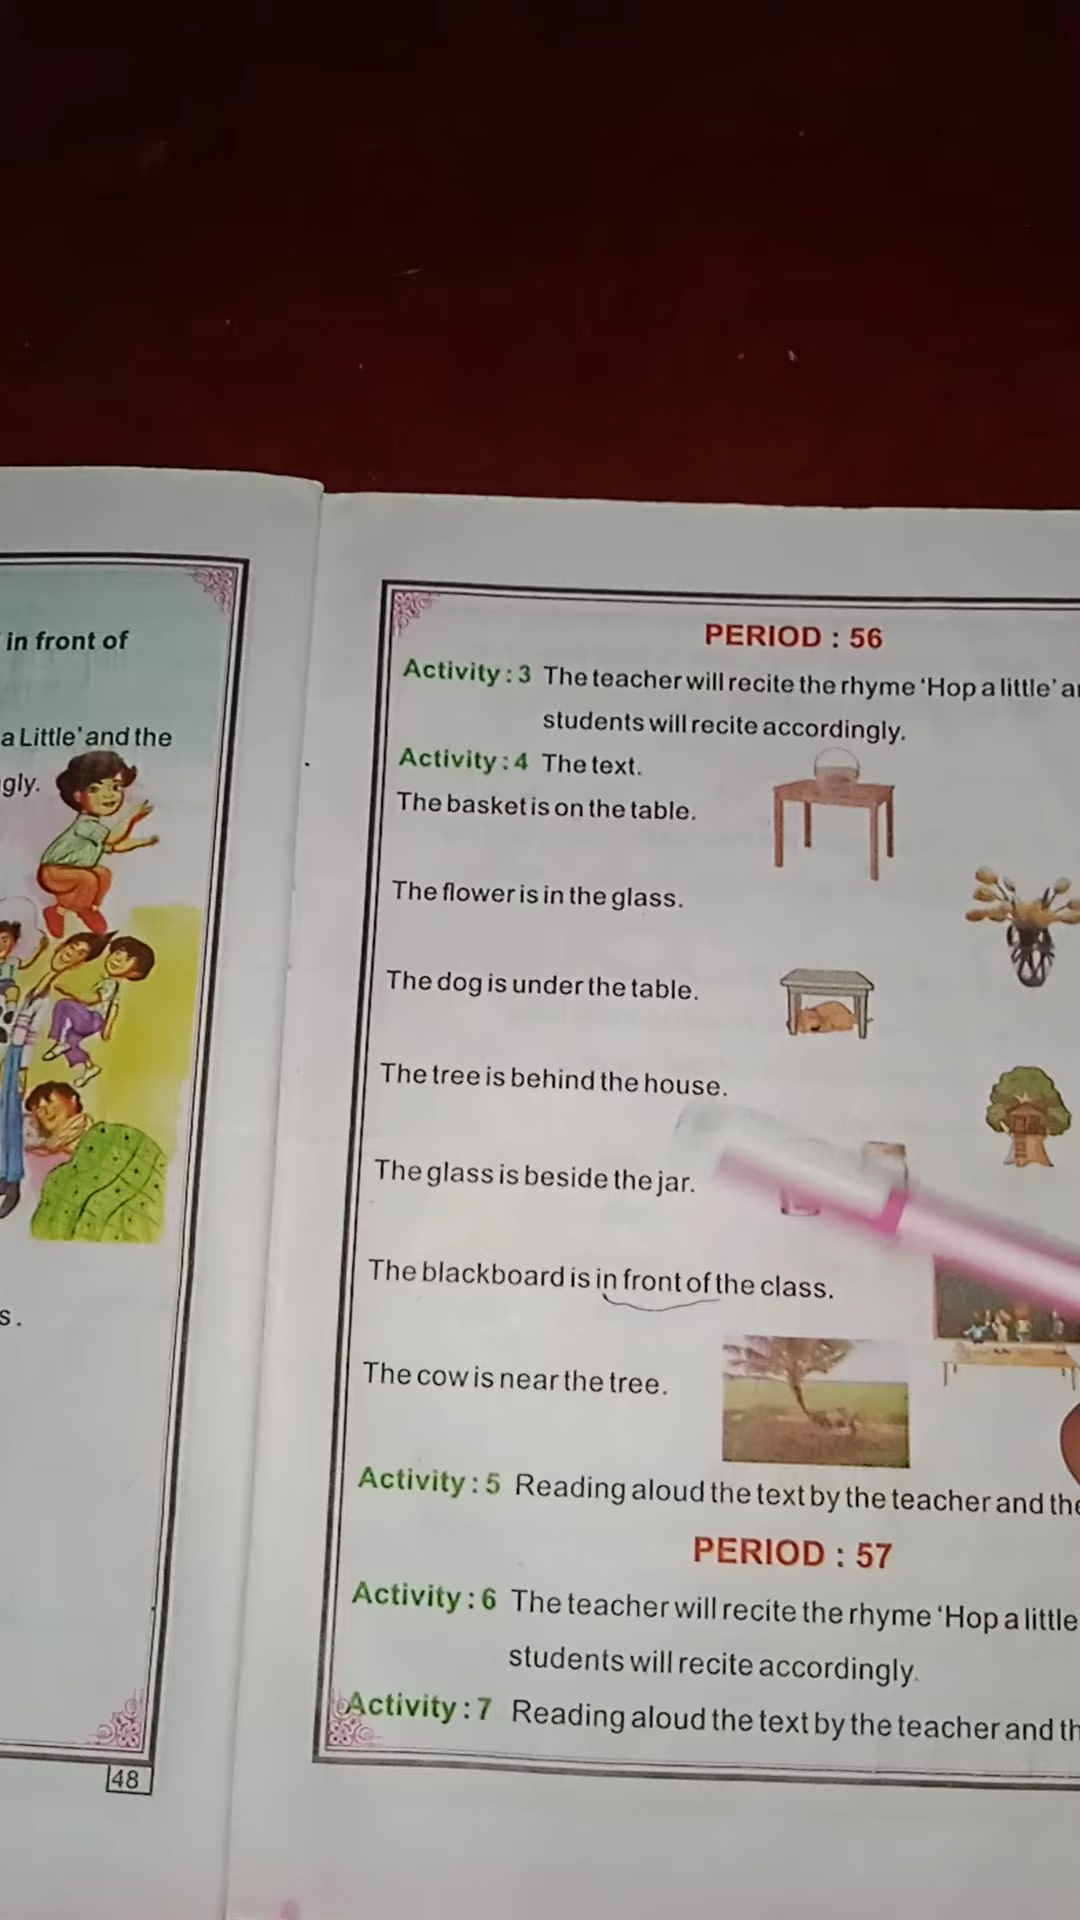 in front of
a Little' and the
gly.
s.
48
PERIOD : 56
Activity : 3 The teacher will recite the rhyme 'Hop a little'
students will recite accordingly.
Activity : 4 The text.
The basket is on the table.
The flower is in the glass.
The dog is under the table.
The tree is behind the house.
The glass is beside the jar.
The blackboard is in front of the class.
The cow is near the tree.
Activity : 5 Reading aloud the text by the teacher and the
PERIOD : 57
Activity : 6 The teacher will recite the rhyme 'Hop a little
students will recite accordingly.
Activity : 7 Reading aloud the text by the teacher and th